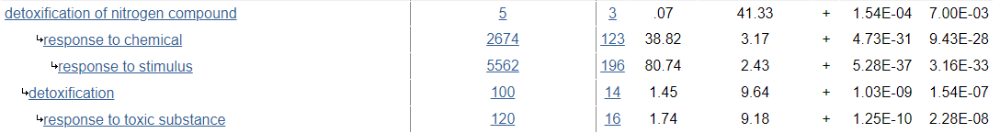 detoxification of nitrogen compound 5 3 .07 41.33 + 1.54E-04 7.00E-03
↳response to chemical 2674 123 38.82 3.17 + 4.73E-31 9.43E-28
↳response to stimulus 5562 196 80.74 2.43 + 5.28E-37 3.16E-33
↳detoxification 100 14 1.45 9.64 + 1.03E-09 1.54E-07
↳response to toxic substance 120 16 1.74 9.18 + 1.25E-10 2.28E-08